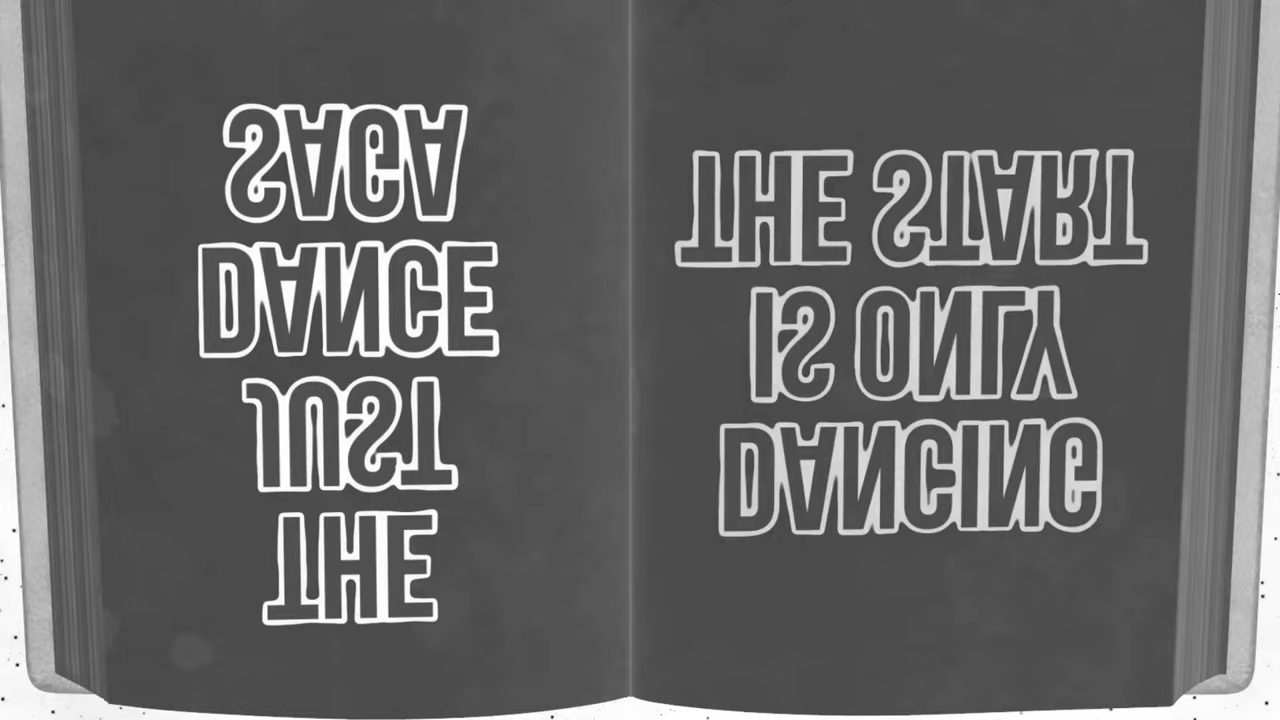 THE
JUST
DANCE
SAGA
DANCING
IS ONLY
THE START